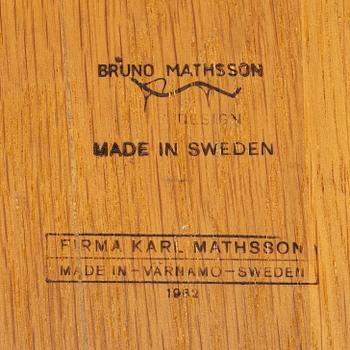 BRUNO MATHSSON
DESIGN
MADE IN SWEDEN
FIRMA KARL MATHSSON
MADE IN-VÄRNAMO-SWEDEN
1962